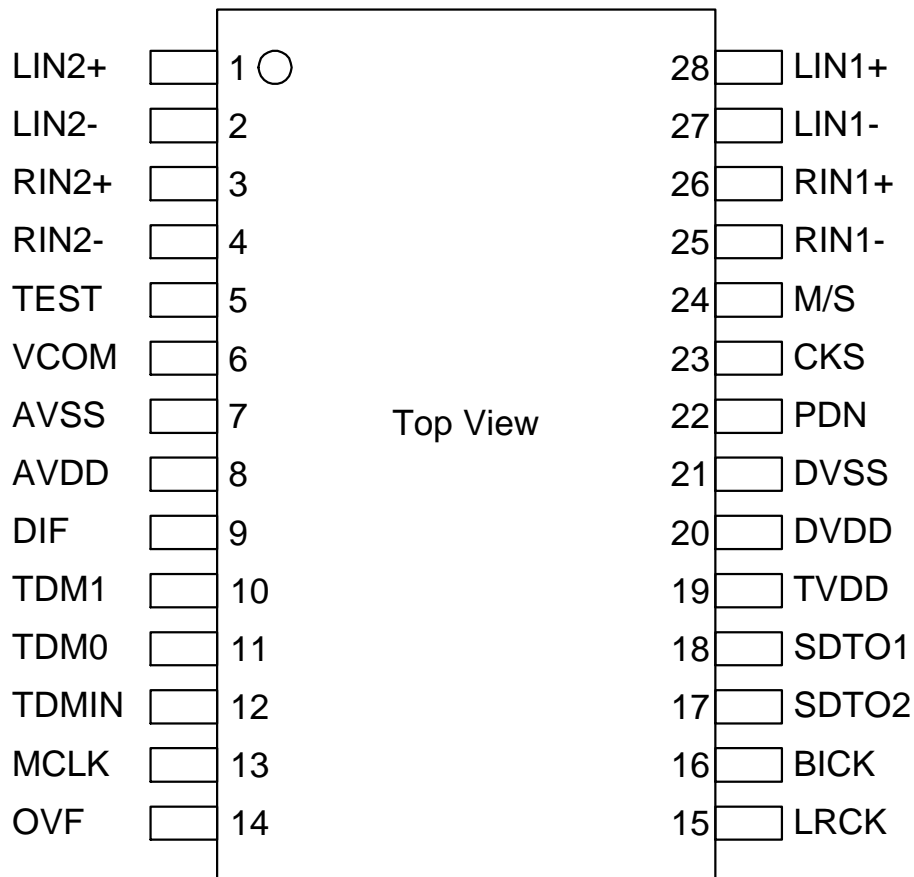 LIN2+ 1 28 LIN1+
LIN2- 2 27 LIN1-
RIN2+ 3 26 RIN1+
RIN2- 4 25 RIN1-
TEST 5 24 M/S
VCOM 6 23 CKS
AVSS 7 Top View 22 PDN
AVDD 8 21 DVSS
DIF 9 20 DVDD
TDM1 10 19 TVDD
TDM0 11 18 SDTO1
TDMIN 12 17 SDTO2
MCLK 13 16 BICK
OVF 14 15 LRCK